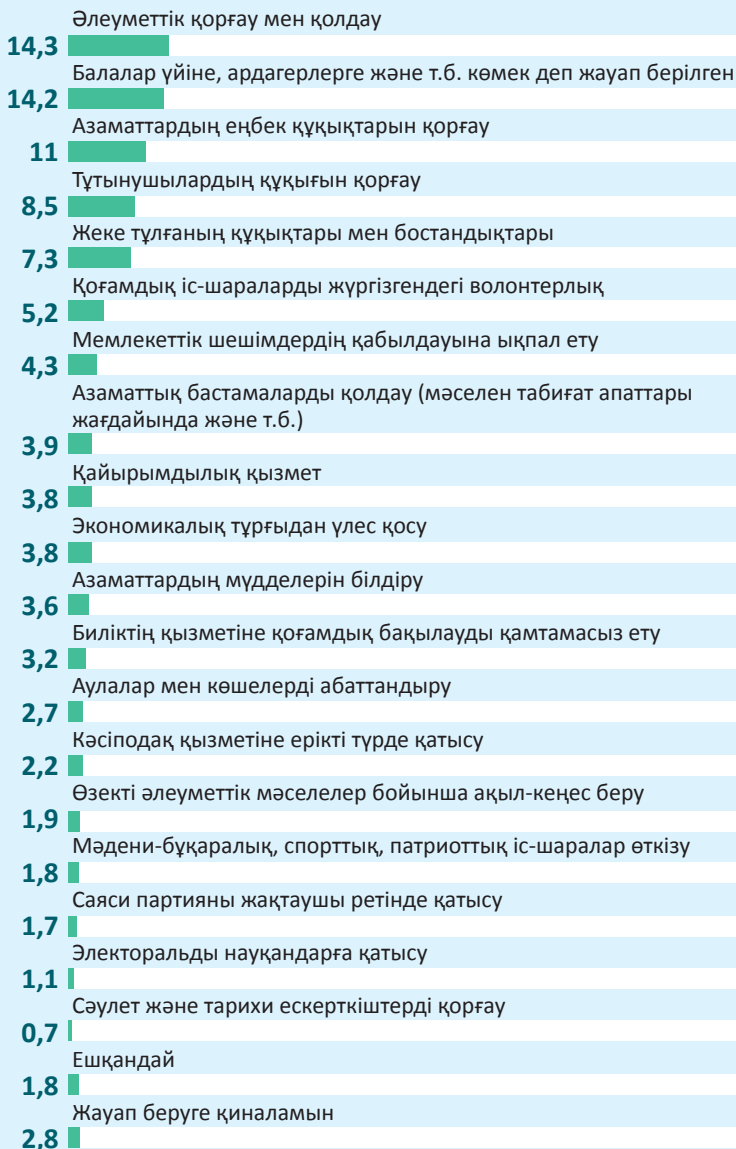 Әлеуметтік қорғау мен қолдау
14,3
Балалар үйіне, ардагерлерге және т.б. көмек деп жауап берілген
14,2
Азаматтардың еңбек құқықтарын қорғау
11
Тұтынушылардың құқығын қорғау
8,5
Жеке тұлғаның құқықтары мен бостандықтары
7,3
Қоғамдық іс-шараларды жүргізгендегі волонтерлық
5,2
Мемлекеттік шешімдердің қабылдауына ықпал ету
4,3
Азаматтық бастамаларды қолдау (мәселен табиғат апаттары
жағдайында және т.б.)
3,9
Қайырымдылық қызмет
3,8
Экономикалық тұрғыдан үлес қосу
3,8
Азаматтардың мүдделерін білдіру
3,6
Биліктің қызметіне қоғамдық бақылауды қамтамасыз ету
3,2
Аулалар мен көшелерді абаттандыру
2,7
Кәсіподақ қызметіне ерікті түрде қатысу
2,2
Өзекті әлеуметтік мәселелер бойынша ақыл-кеңес беру
1,9
Мәдени-бұқаралық, спорттық, патриоттық іс-шаралар өткізу
1,8
Саяси партияны жақтаушы ретінде қатысу
1,7
Электоральды науқандарға қатысу
1,1
Сәулет және тарихи ескерткіштерді қорғау
0,7
Ешқандай
1,8
Жауап беруге қиналамын
2,8